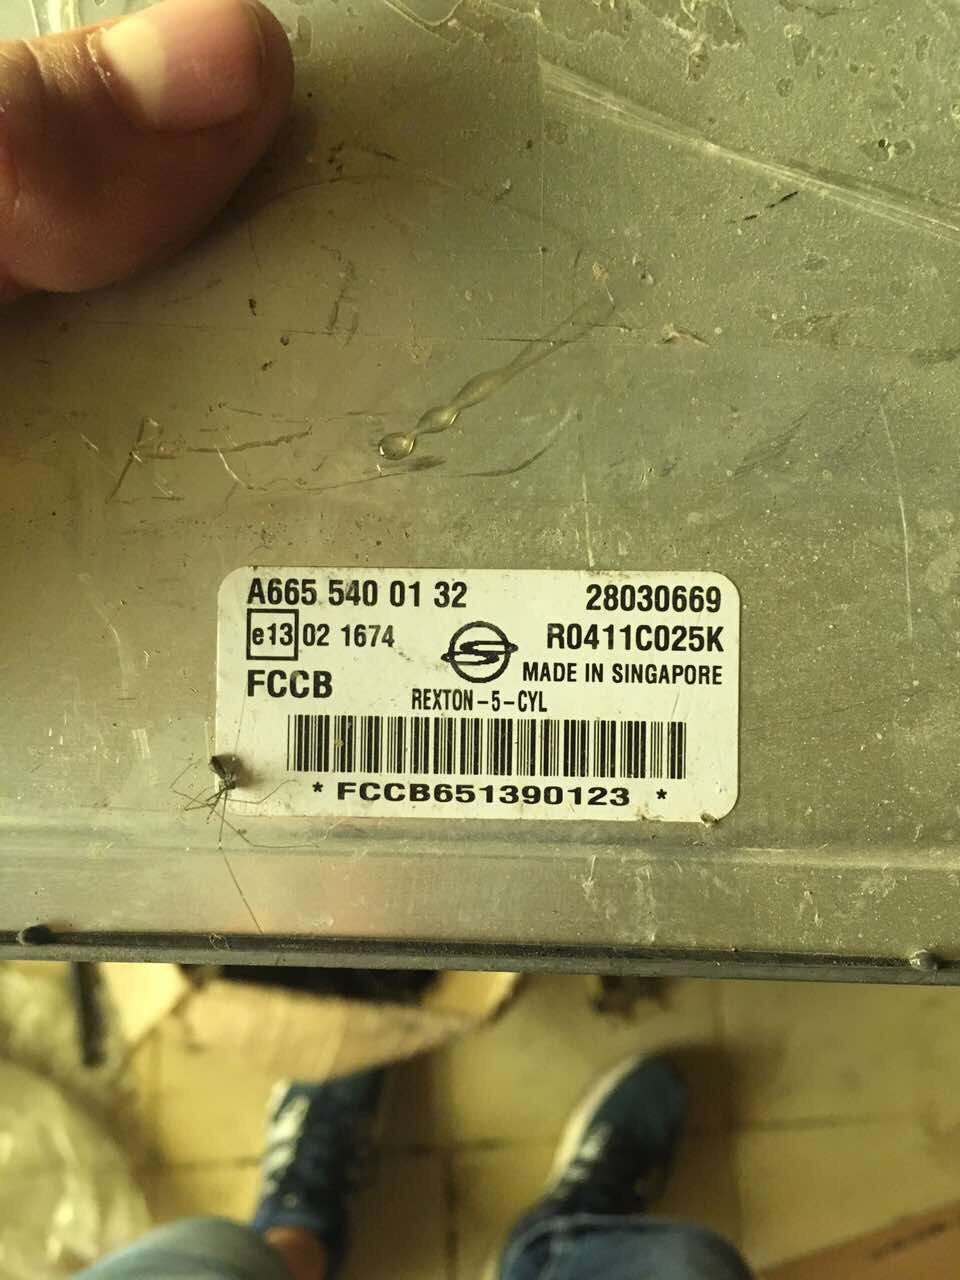 A665 540 01 32 28030669
e13 02 1674 R0411C025K
FCCB MADE IN SINGAPORE
REXTON-5-CYL
* FCCB651390123 *